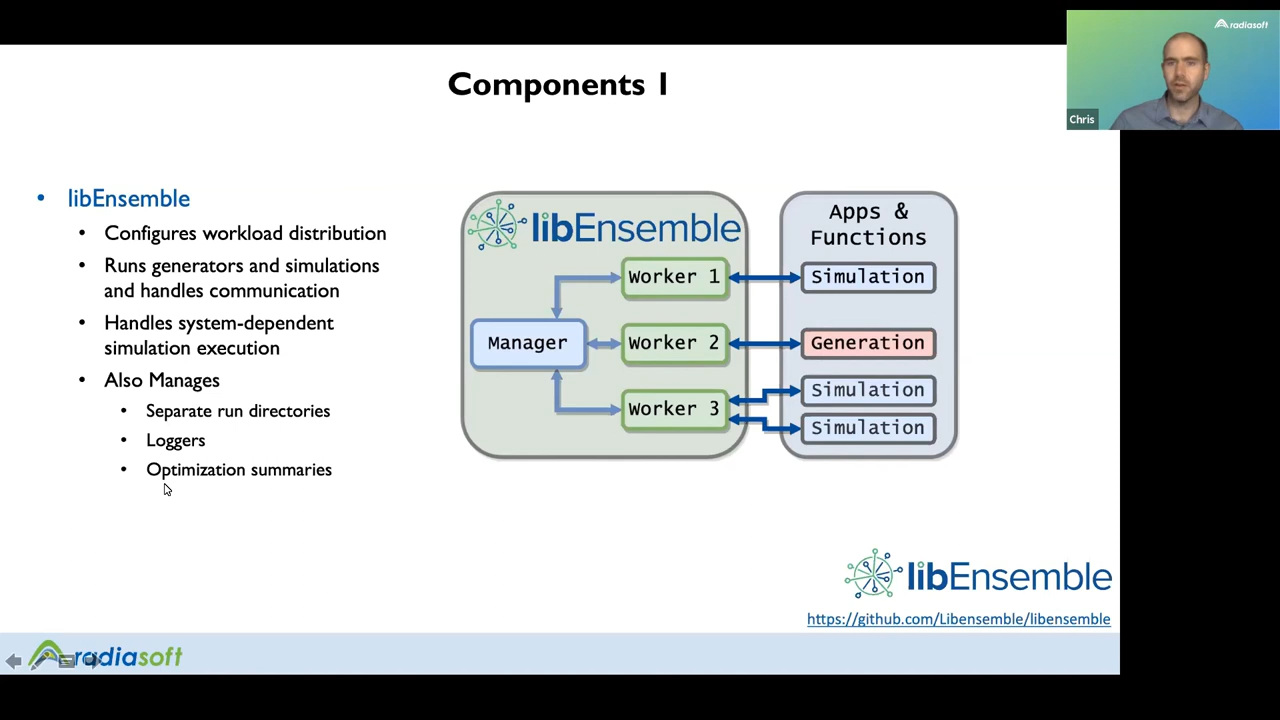 Components 1
radiasoft
Chris
• libEnsemble
• Configures workload distribution
• Runs generators and simulations
and handles communication
• Handles system-dependent
simulation execution
• Also Manages
• Separate run directories
• Loggers
• Optimization summaries
libEnsemble
Manager
Worker 1
Worker 2
Worker 3
Apps &
Functions
Simulation
Generation
Simulation
Simulation
libEnsemble
https://github.com/Libensemble/libensemble
radiasoft